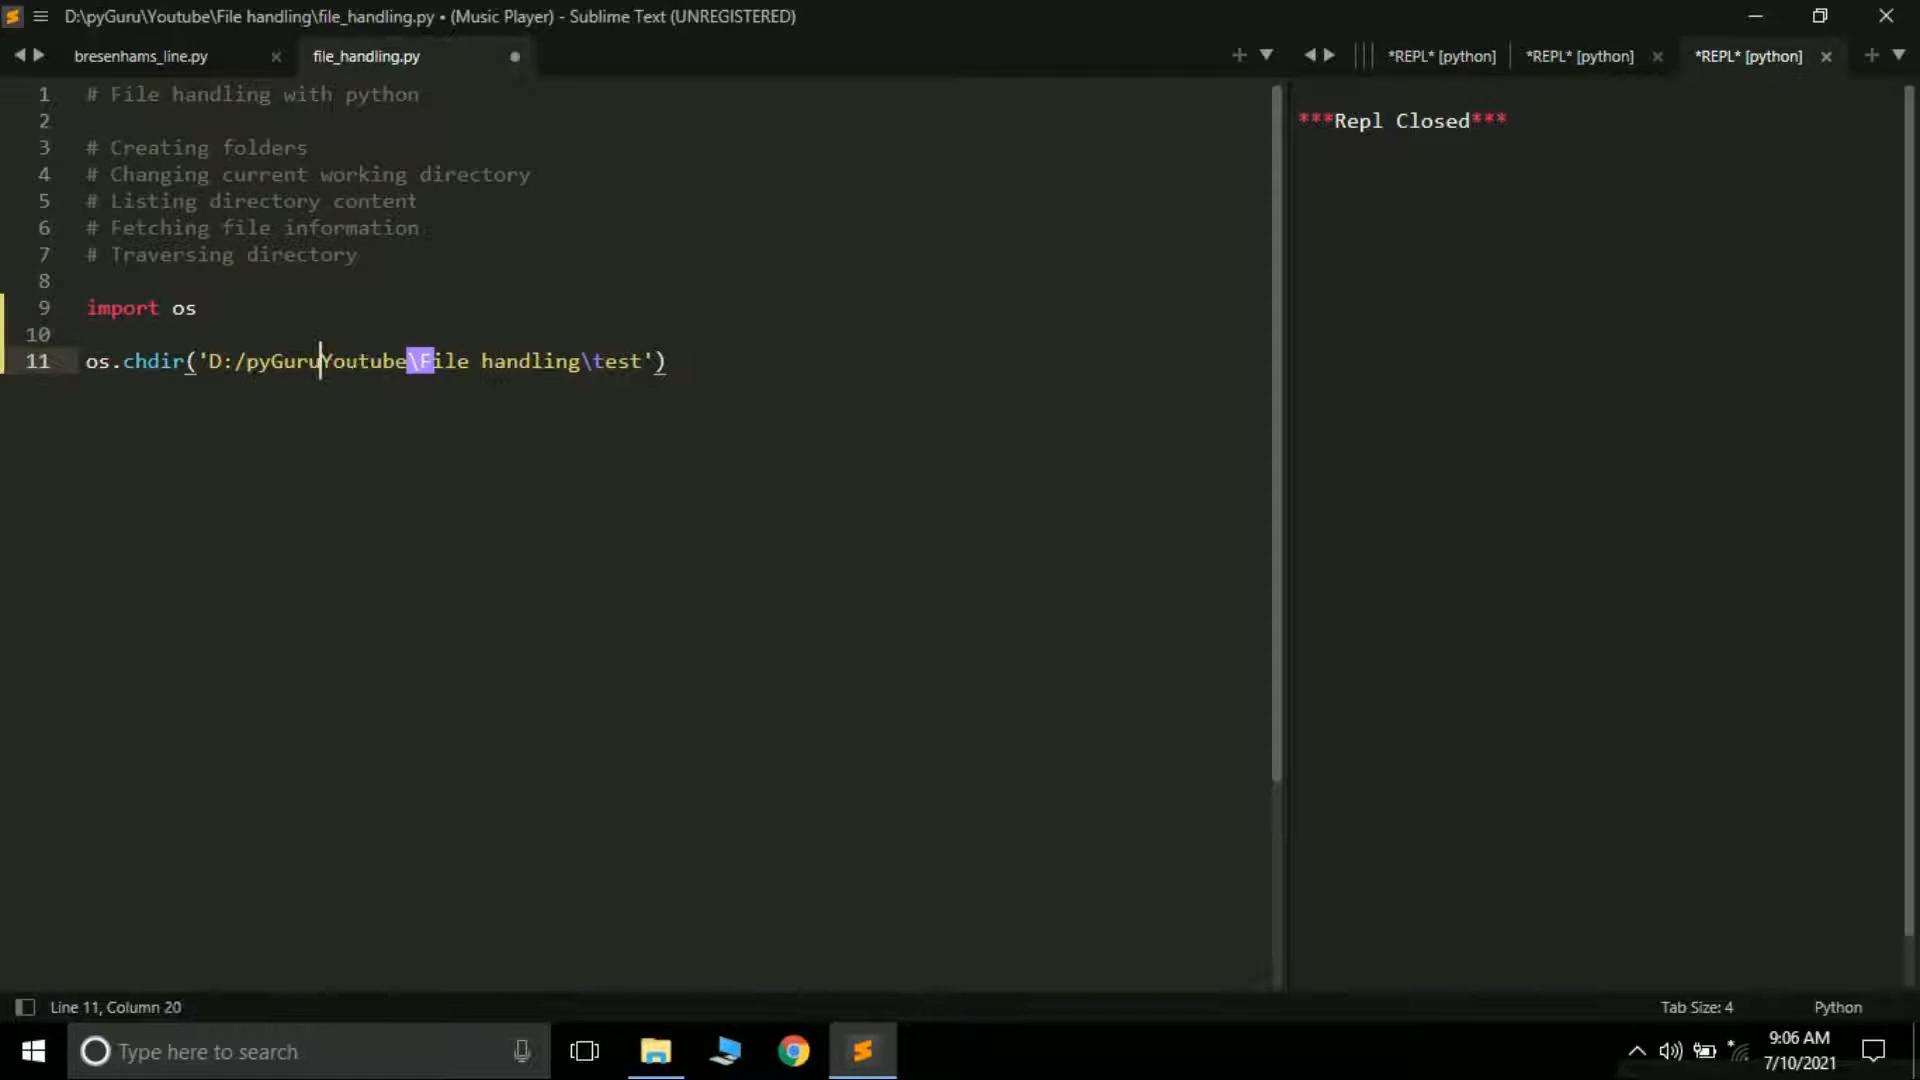 D:\pyGuru\Youtube\File handling\file_handling.py • (Music Player) - Sublime Text (UNREGISTERED)
bresenhams_line.py
file_handling.py
*REPL* [python]
*REPL* [python]
*REPL* [python]
1 # File handling with python
2
3 # Creating folders
4 # Changing current working directory
5 # Listing directory content
6 # Fetching file information
7 # Traversing directory
8
9 import os
10
11 os.chdir('D:/pyGuruYoutube\File handling\test')
***Repl Closed***
Line 11, Column 20
Tab Size: 4
Python
Type here to search
9:06 AM
7/10/2021